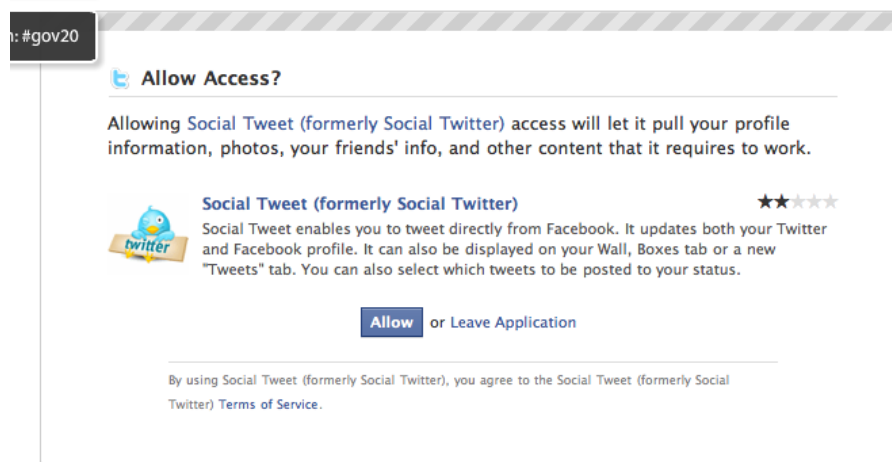 : #gov20
Allow Access?
Allowing Social Tweet (formerly Social Twitter) access will let it pull your profile
information, photos, your friends' info, and other content that it requires to work.
Social Tweet (formerly Social Twitter)
twitter
Social Tweet enables you to tweet directly from Facebook. It updates both your Twitter
and Facebook profile. It can also be displayed on your Wall, Boxes tab or a new
"Tweets" tab. You can also select which tweets to be posted to your status.
Allow or Leave Application
By using Social Tweet (formerly Social Twitter), you agree to the Social Tweet (formerly Social
Twitter) Terms of Service.